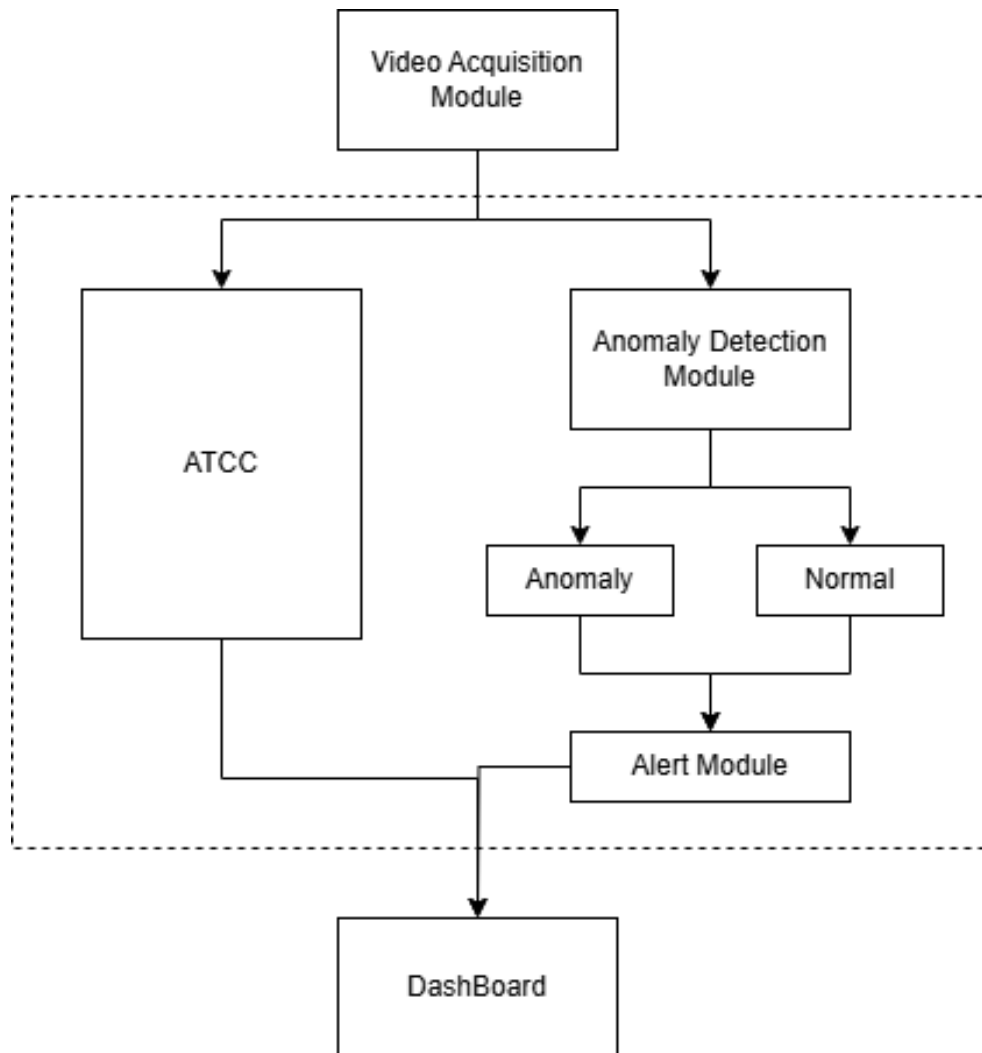 Video Acquisition
Module
Anomaly Detection
Module
ATCC
Anomaly
Normal
Alert Module
DashBoard